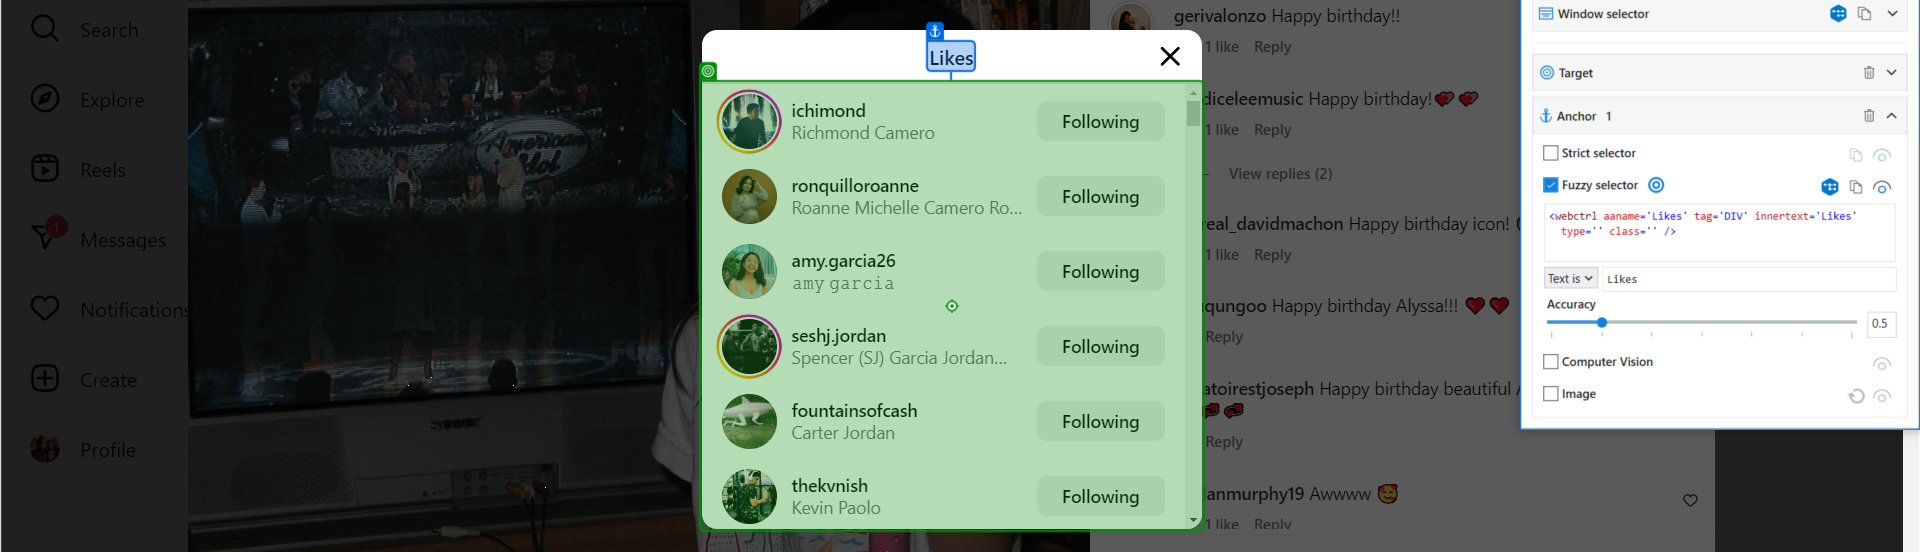 Search
Explore
Reels
1
Messages
Notifications
Create
Profile
American Idol
Likes
ichimond
Richmond Camero
Following
ronquilloroanne
Roanne Michelle Camero Ro...
Following
amy.garcia26
amy garcia
Following
seshj.jordan
Spencer (SJ) Garcia Jordan...
Following
fountainsofcash
Carter Jordan
Following
thekvnish
Kevin Paolo
Following
gerivalonzo Happy birthday!!
1 like Reply
diceleemusic Happy birthday!💕💕
1 like Reply
View replies (2)
real_davidmachon Happy birthday icon!
1 like Reply
qungoo Happy birthday Alyssa!!! ❤️❤️
Reply
atoirestjoseph Happy birthday beautiful
Reply
anmurphy19 Awwww 🥰
1 like Reply
Window selector
Target
Anchor 1
Strict selector
Fuzzy selector
<webctrl aaname='Likes' tag='DIV' innertext='Likes'
type='' class='' />
Text is Likes
Accuracy
0.5
Computer Vision
Image